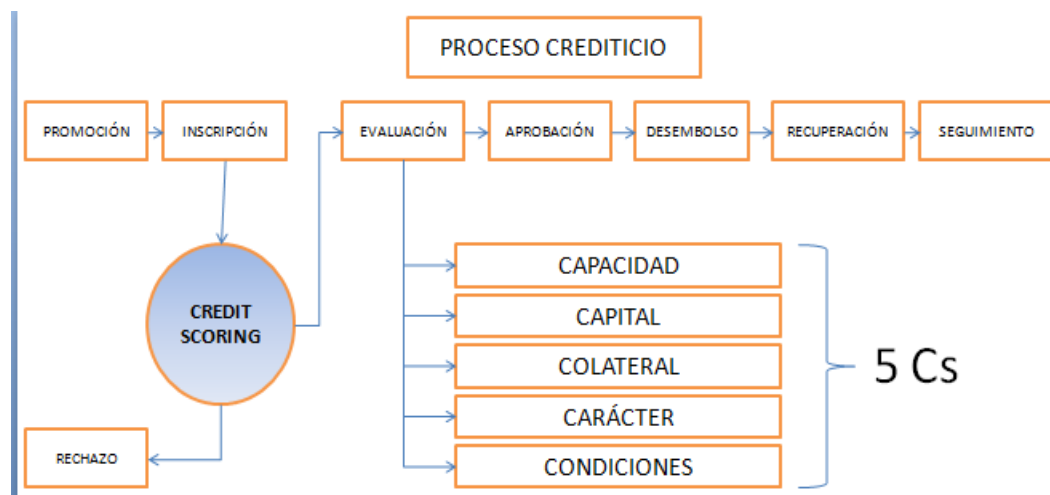 PROCESO CREDITICIO
PROMOCIÓN
INSCRIPCIÓN
EVALUACIÓN
APROBACIÓN
DESEMBOLSO
RECUPERACIÓN
SEGUIMIENTO
CREDIT
SCORING
RECHAZO
CAPACIDAD
CAPITAL
COLATERAL
CARÁCTER
CONDICIONES
5 Cs